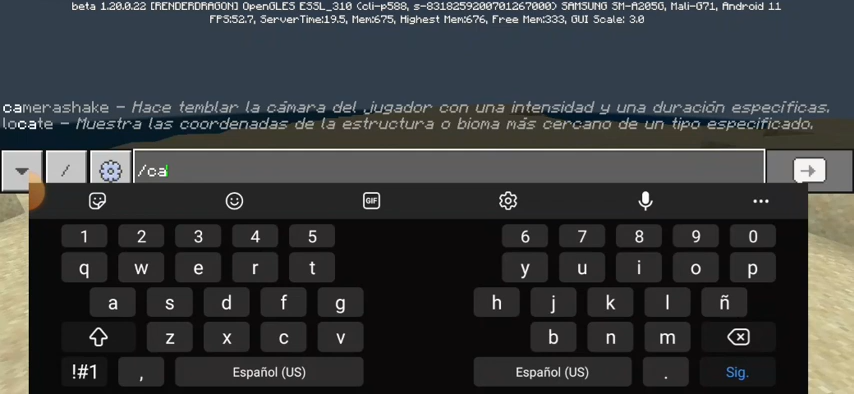 beta 1.20.0.22 [RENDERDRAGON] OpenGLES ESSL_310 (cli-p588, s-8318259200701267000) SAMSUNG SM-A205G, Mali-G71, Android 11
FPS:52.7, ServerTime:19.5, Mem:675, Highest Mem:676, Free Mem:333, GUI Scale: 3.0
camerashake - Hace temblar la cámara del jugador con una intensidad y una duración específicas.
locate - Muestra las coordenadas de la estructura o bioma más cercano de un tipo especificado.
/ /ca
GIF
1 2 3 4 5 6 7 8 9 0
q w e r t y u i o p
a s d f g h j k l ñ
z x c v b n m
!#1 , Español (US) Español (US) . Sig.